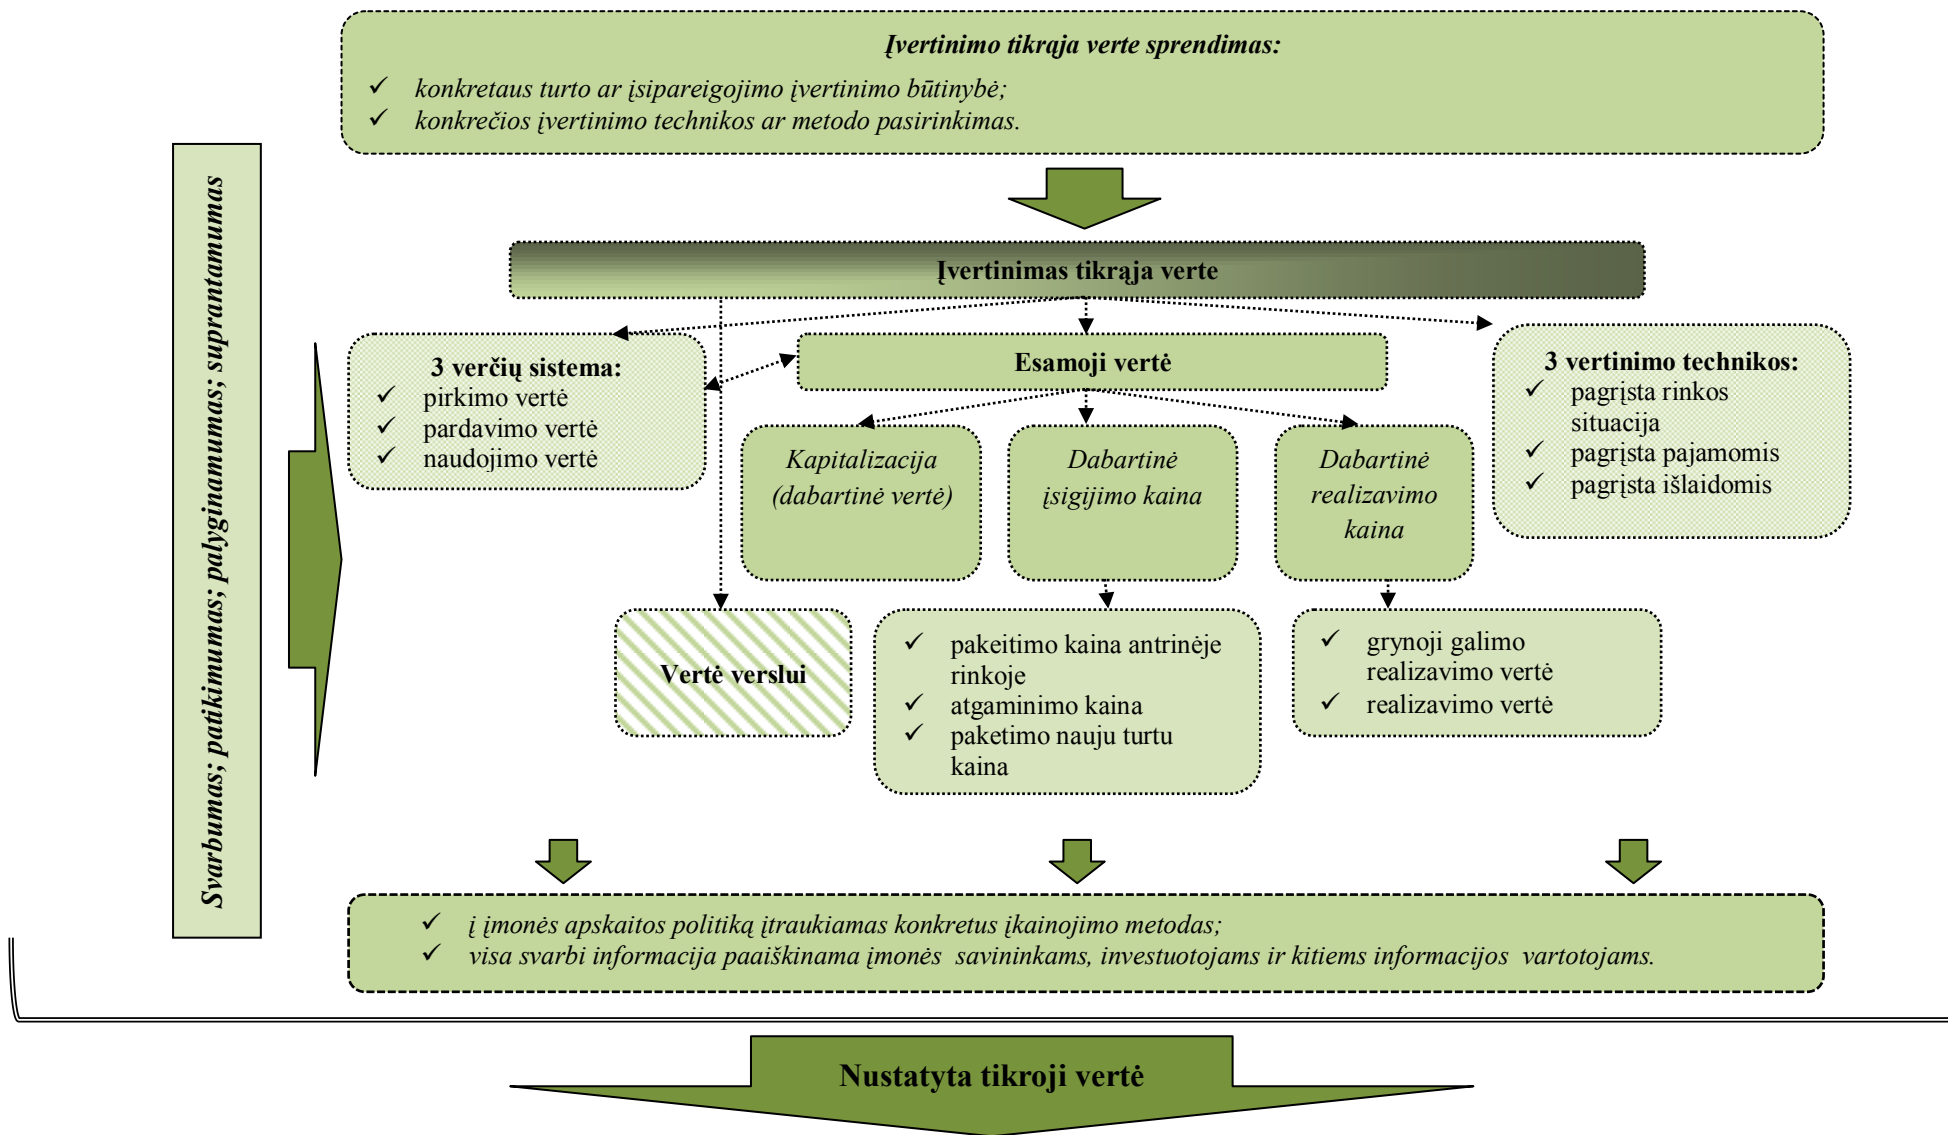 Įvertinimo tikrąja verte sprendimas:
✓ konkretaus turto ar įsipareigojimo įvertinimo būtinybė;
✓ konkrečios įvertinimo technikos ar metodo pasirinkimas.
Svarbumas; patikimumas; palyginamumas; suprantamumas
Įvertinimas tikrąja verte
3 verčių sistema:
✓ pirkimo vertė
✓ pardavimo vertė
✓ naudojimo vertė
Esamoji vertė
3 vertinimo technikos:
✓ pagrįsta rinkos
situacija
✓ pagrįsta pajamomis
✓ pagrįsta išlaidomis
Kapitalizacija
(dabartinė vertė)
Dabartinė
įsigijimo kaina
Dabartinė
realizavimo
kaina
Vertė verslui
✓ pakeitimo kaina antrinėje
rinkoje
✓ atgaminimo kaina
✓ paketimo nauju turtu
kaina
✓ grynoji galimo
realizavimo vertė
✓ realizavimo vertė
✓ į įmonės apskaitos politiką įtraukiamas konkretus įkainojimo metodas;
✓ visa svarbi informacija paaiškinama įmonės savininkams, investuotojams ir kitiems informacijos vartotojams.
Nustatyta tikroji vertė